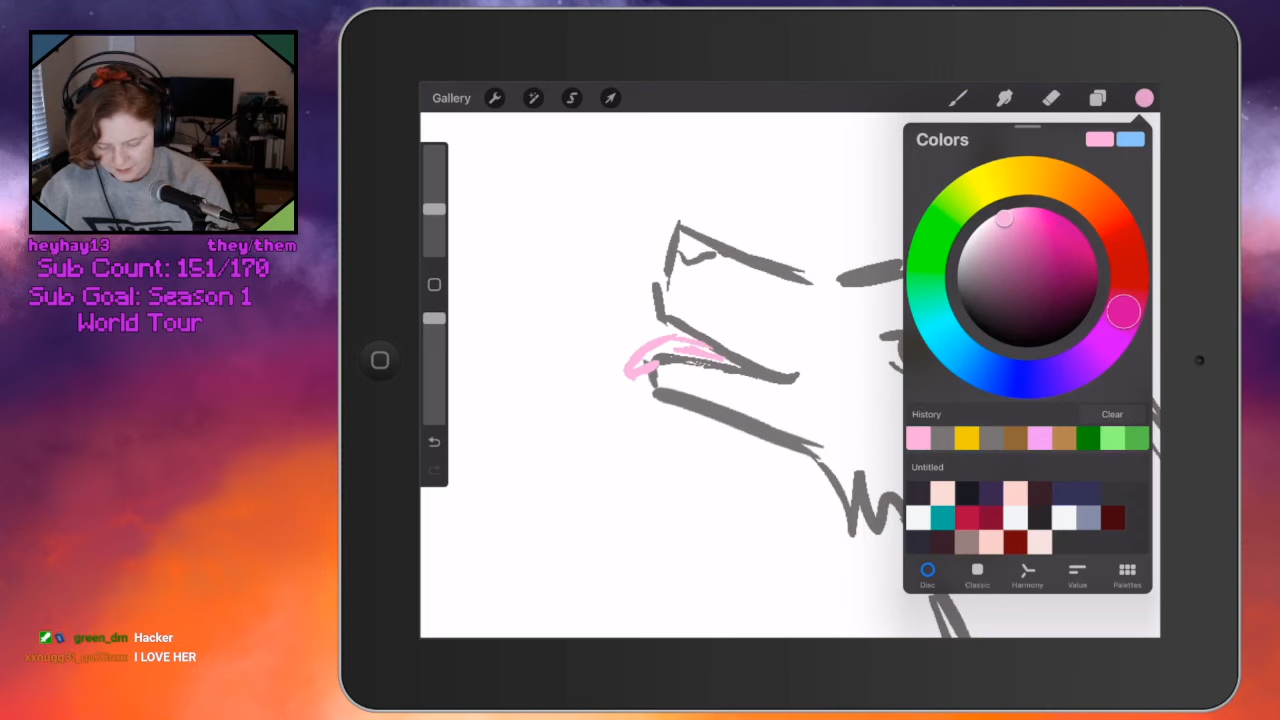 heyhay13
they/them
Sub Count: 151/170
Sub Goal: Season 1
World Tour
Gallery
Colors
History
Clear
Untitled
Disc
Classic
Harmony
Value
Palettes
green_dm Hacker
I LOVE HER